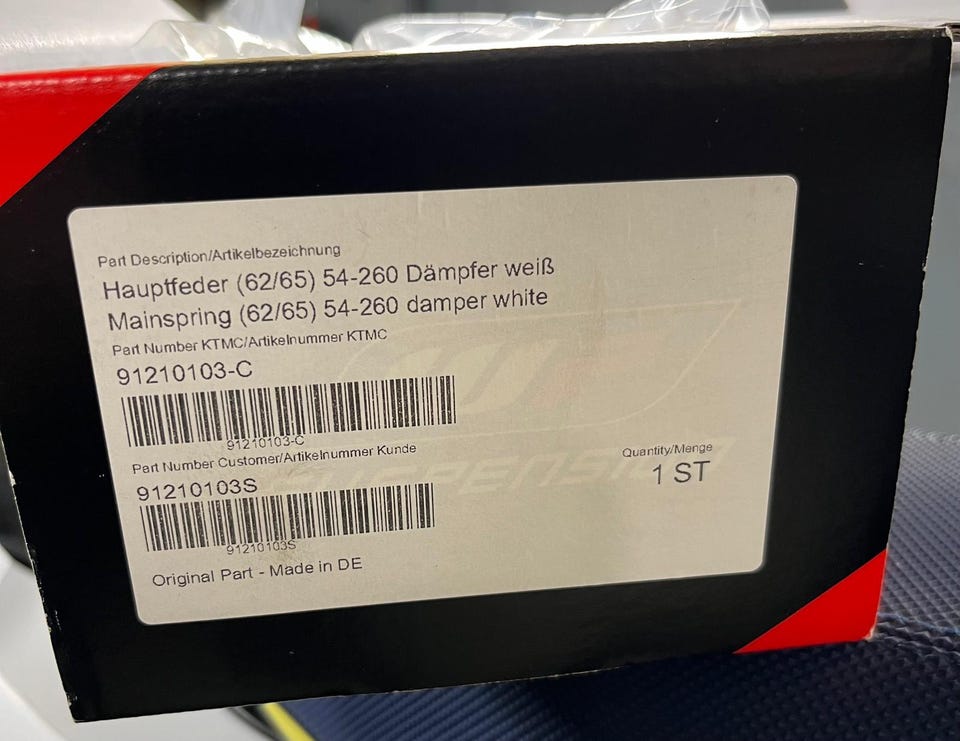 Part Description/Artikelbezeichnung
Hauptfeder (62/65) 54-260 Dämpfer weiß
Mainspring (62/65) 54-260 damper white
Part Number KTMC/Artikelnummer KTMC
91210103-C
91210103-C
Part Number Customer/Artikelnummer Kunde
91210103S
91210103S
Quantity/Menge
1 ST
Original Part - Made in DE
WP
SUSPENSION